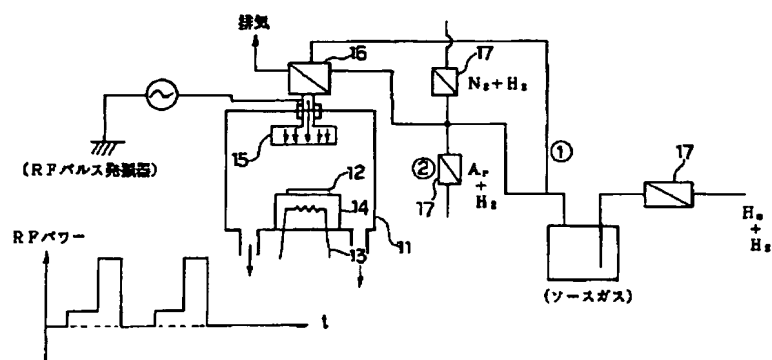 排気
16
17
N₂+H₂
15
(RFパルス発振器)
12
②
17
Ar
+
H₂
①
17
14
RFパワー
13
11
He
+
H₂
(ソースガス)
t